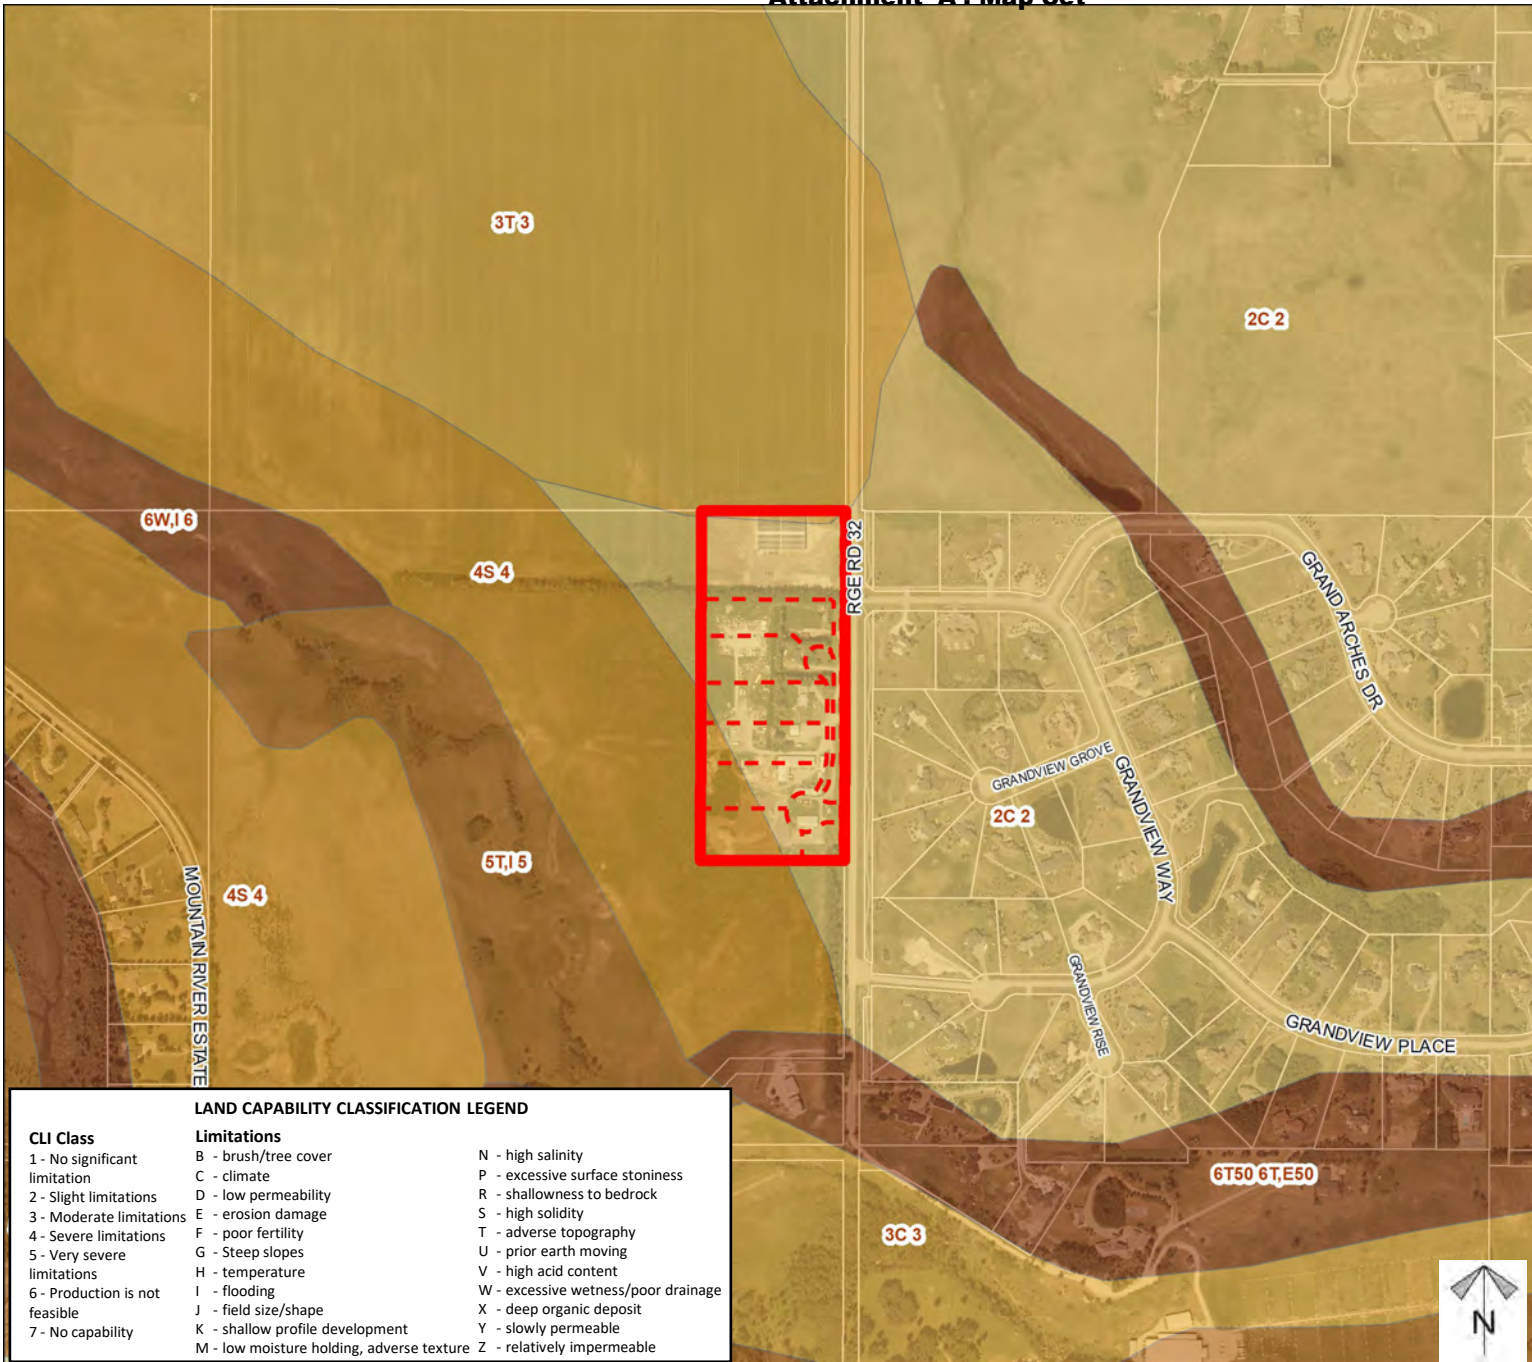 Attachment 'A': Map Set
3T 3
2C 2
6W,I 6
4S 4
RGE RD 32
GRAND ARCHES DR
GRANDVIEW GROVE
GRANDVIEW WAY
2C 2
5T,I 5
4S 4
MOUNTAIN RIVER ESTATE
GRANDVIEW RISE
GRANDVIEW PLACE
6T50 6T,E50
3C 3
LAND CAPABILITY CLASSIFICATION LEGEND
CLI Class
1 - No significant
limitation
2 - Slight limitations
3 - Moderate limitations
4 - Severe limitations
5 - Very severe
limitations
6 - Production is not
feasible
7 - No capability
Limitations
B - brush/tree cover
C - climate
D - low permeability
E - erosion damage
F - poor fertility
G - Steep slopes
H - temperature
I - flooding
J - field size/shape
K - shallow profile development
M - low moisture holding, adverse texture
N - high salinity
P - excessive surface stoniness
R - shallowness to bedrock
S - high solidity
T - adverse topography
U - prior earth moving
V - high acid content
W - excessive wetness/poor drainage
X - deep organic deposit
Y - slowly permeable
Z - relatively impermeable
N